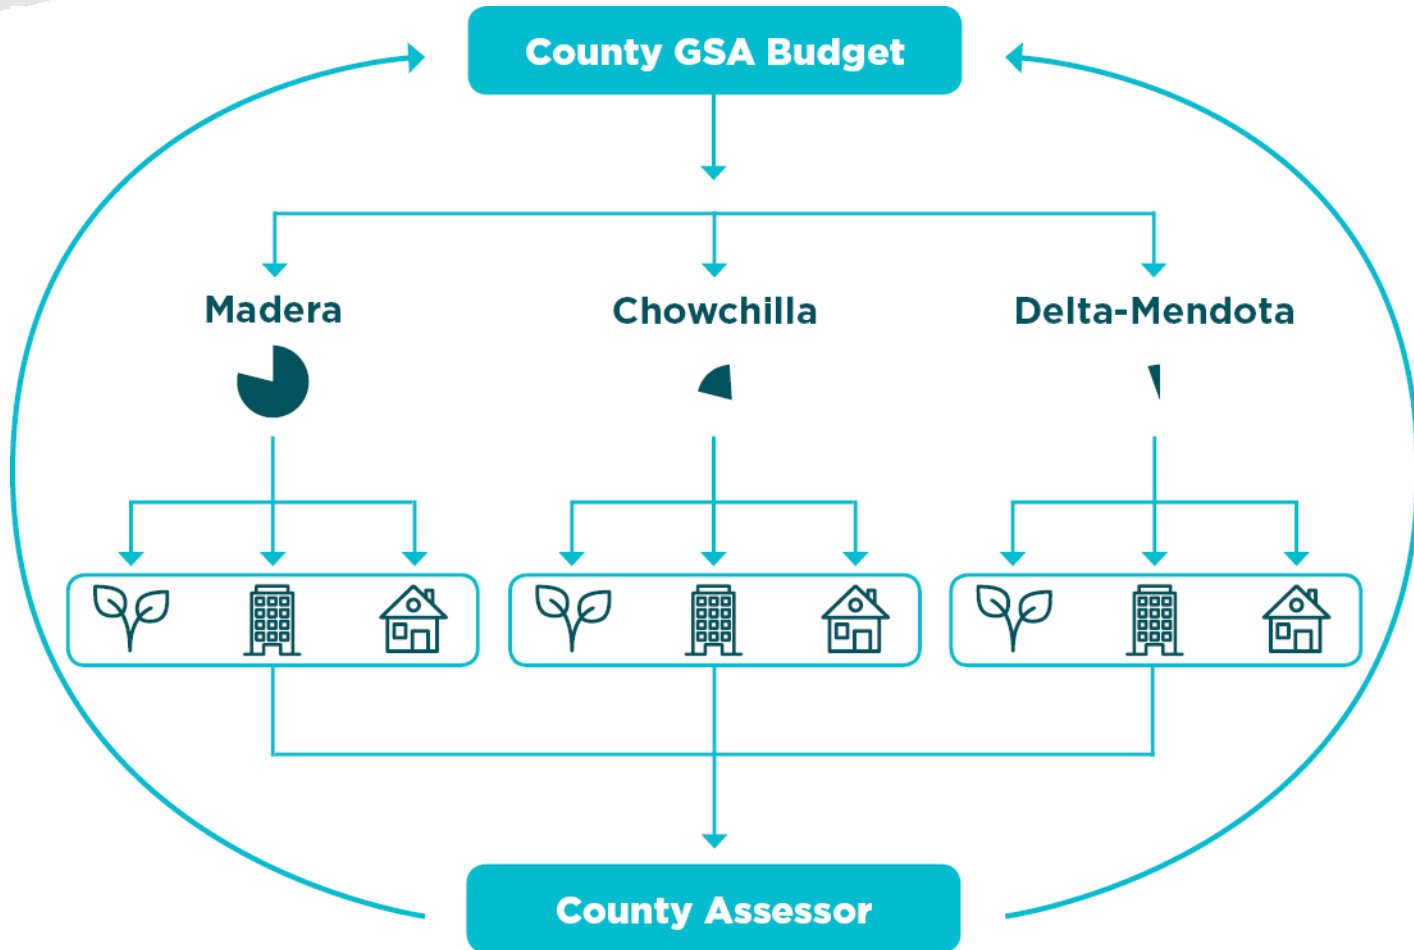 County GSA Budget
Madera
Chowchilla
Delta-Mendota
County Assessor